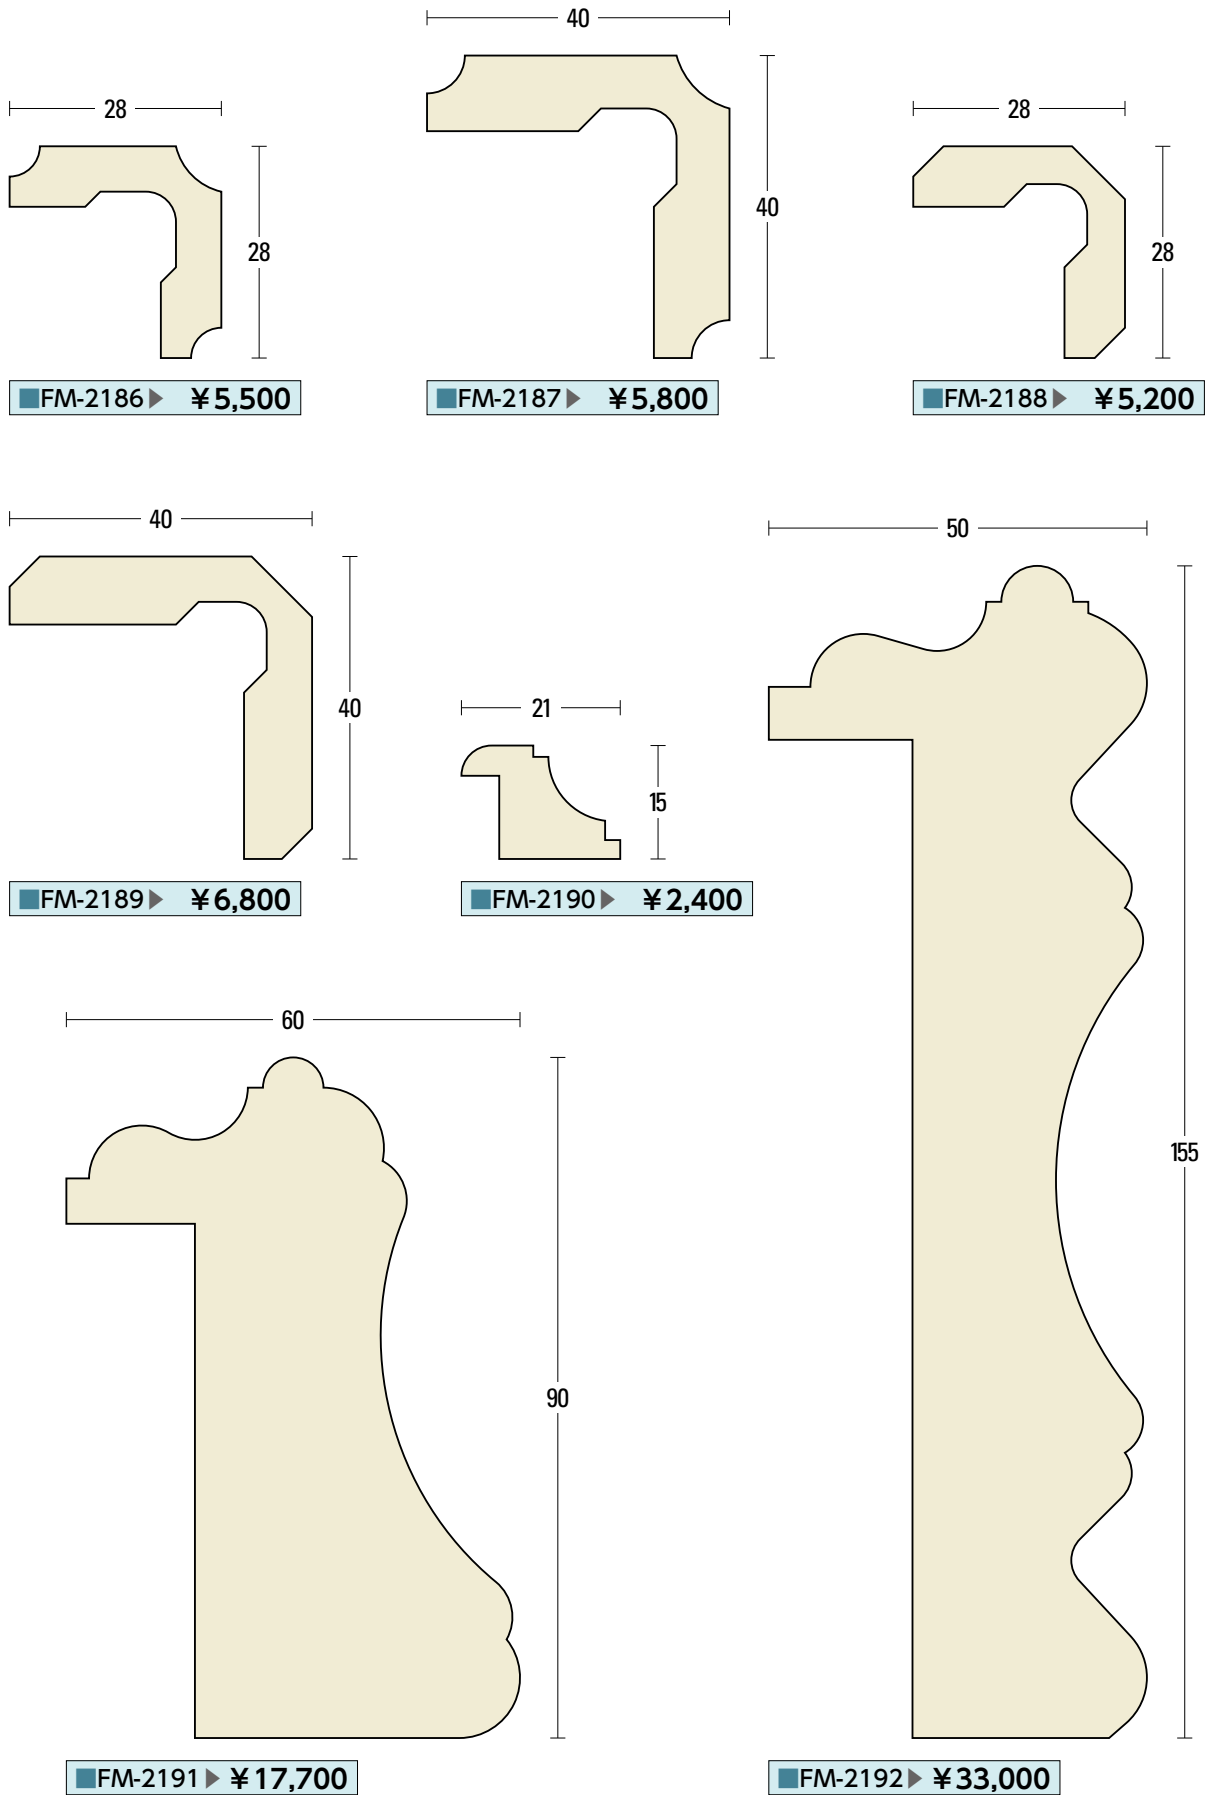 40
28
28
40
28
28
■FM-2186▶ ¥5,500
■FM-2187▶ ¥5,800
■FM-2188▶ ¥5,200
40
50
40
21
15
■FM-2189▶ ¥6,800
■FM-2190▶ ¥2,400
60
155
90
■FM-2191▶ ¥17,700
■FM-2192▶ ¥33,000